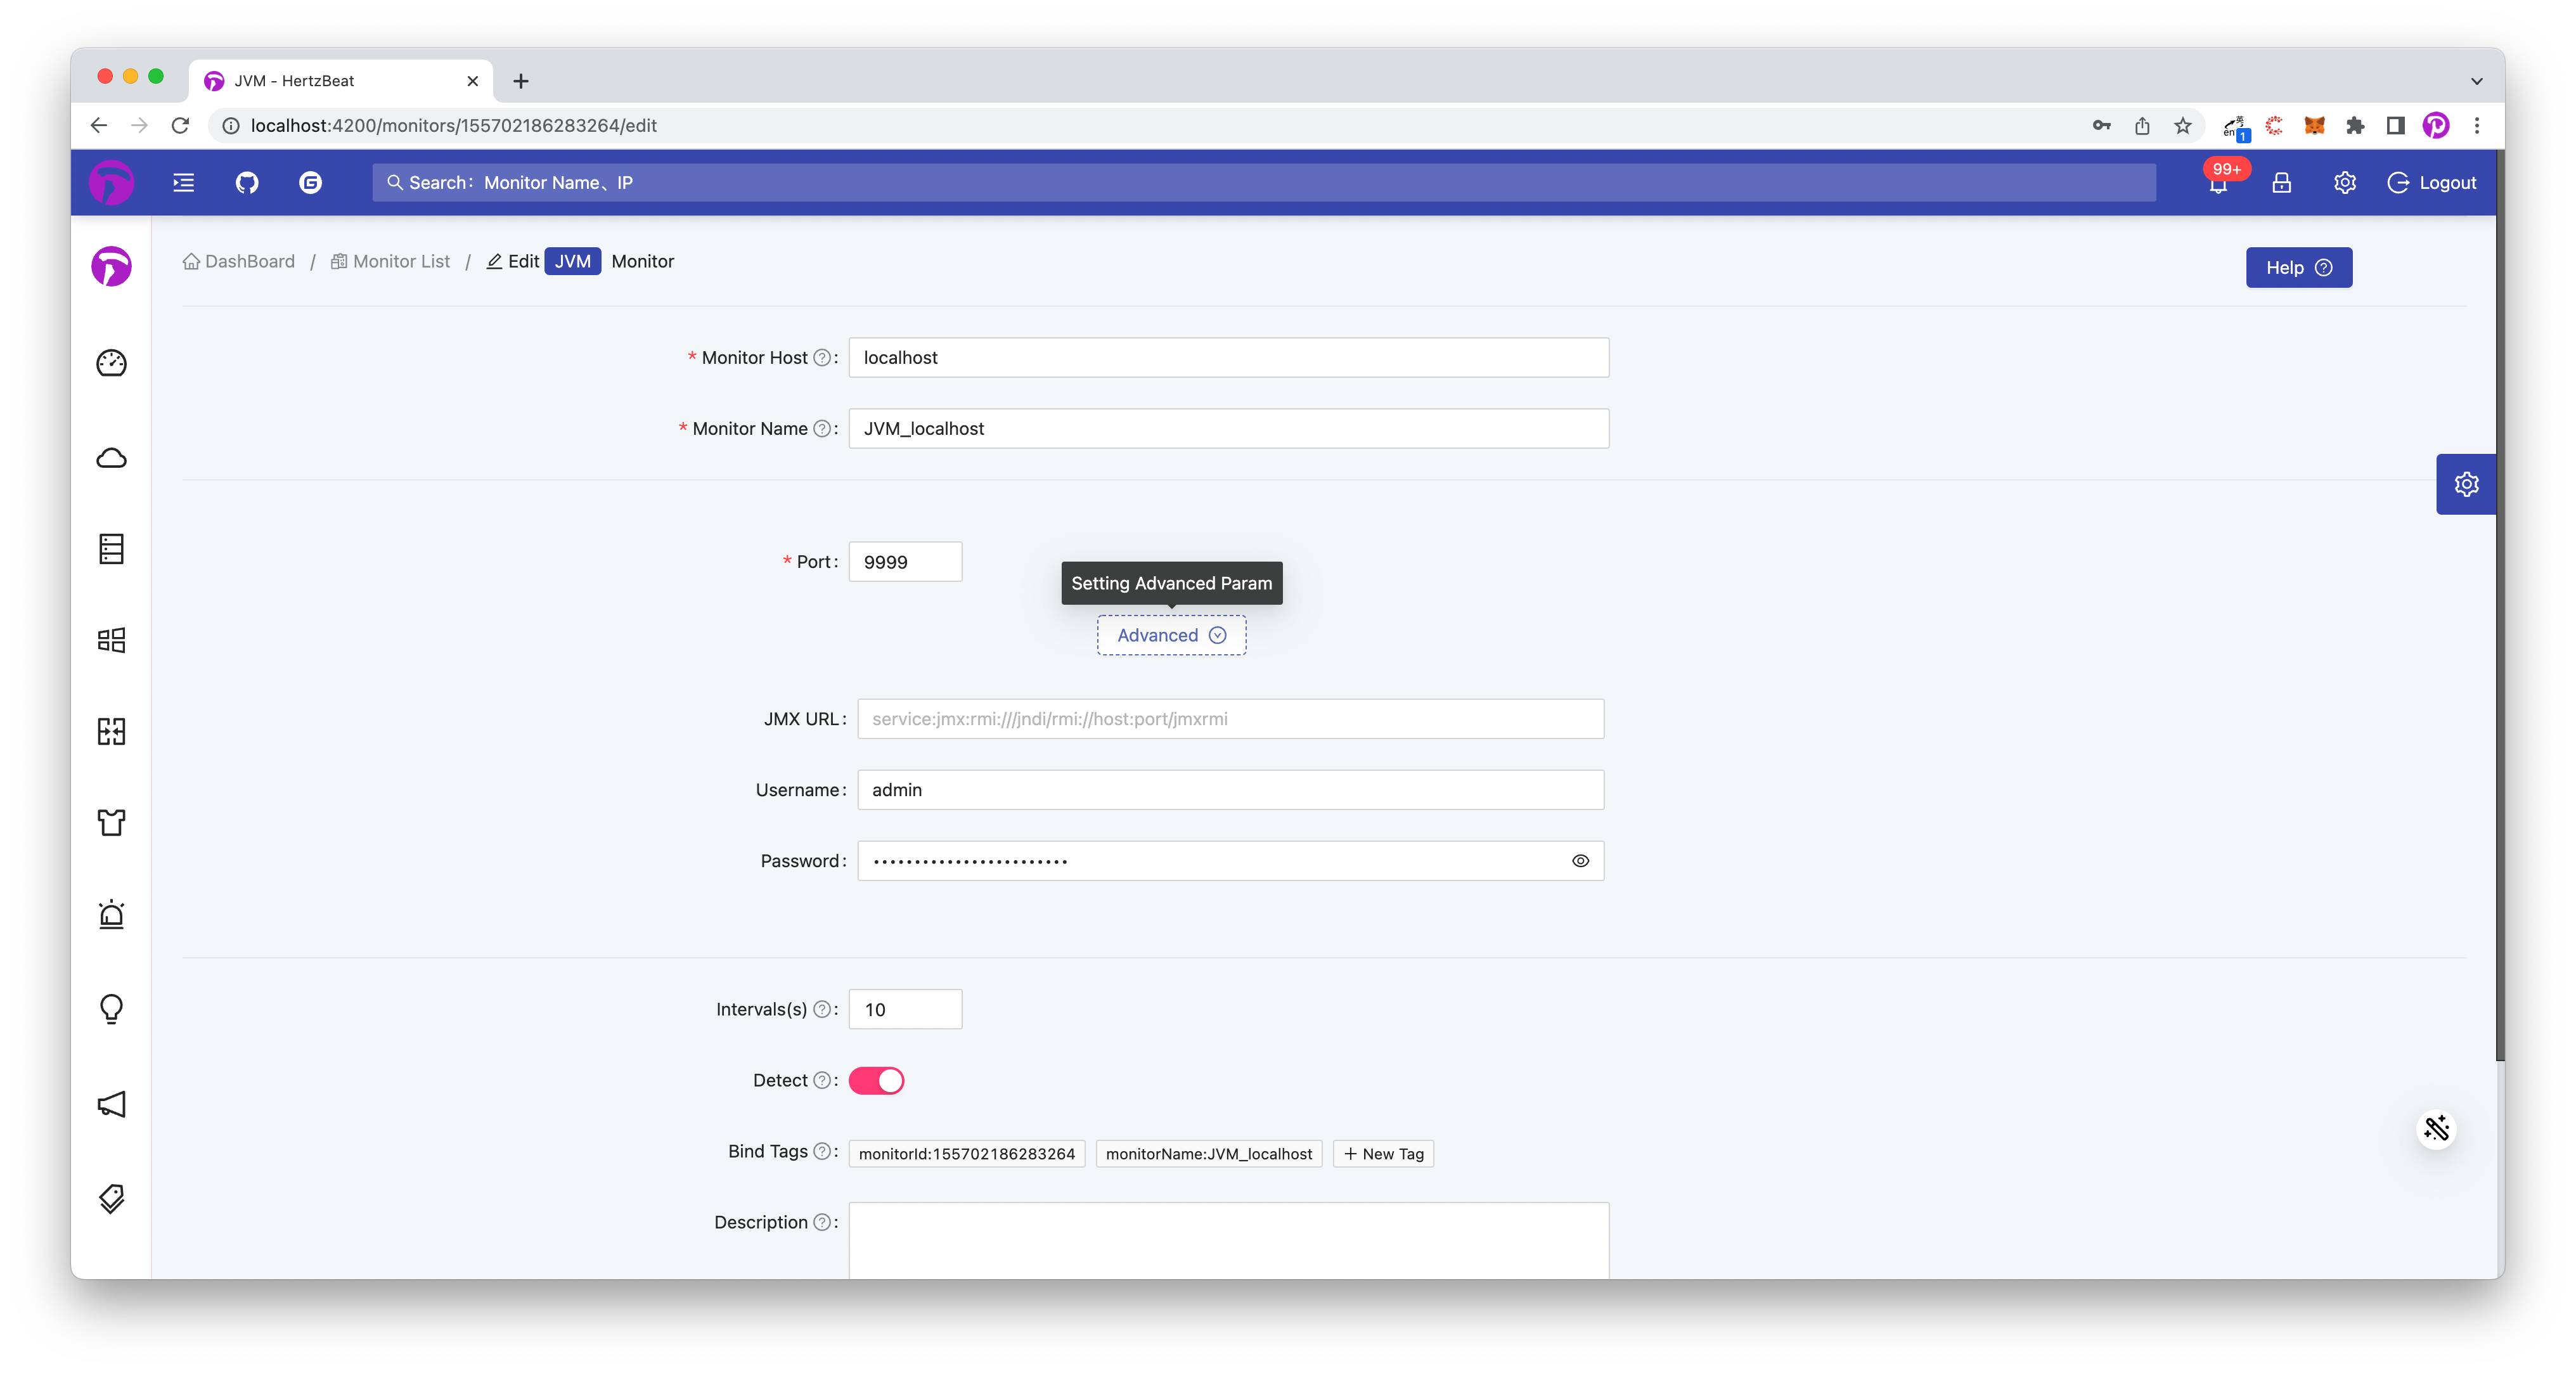 JVM - HertzBeat
localhost:4200/monitors/155702186283264/edit
英
en
1
Search：Monitor Name、IP
99+
Logout
DashBoard / Monitor List / Edit JVM Monitor
Help
* Monitor Host : localhost
* Monitor Name : JVM_localhost
* Port : 9999
Setting Advanced Param
Advanced
JMX URL : service:jmx:rmi:///jndi/rmi://host:port/jmxrmi
Username : admin
Password : ••••••••••••••••••••••••
Intervals(s) : 10
Detect :
Bind Tags : monitorId:155702186283264 monitorName:JVM_localhost + New Tag
Description :